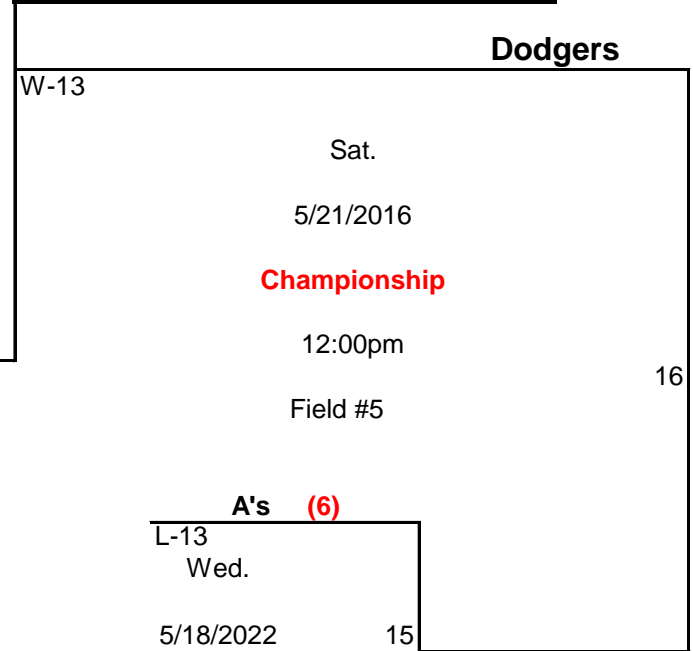 Dodgers
W-13
Sat.
5/21/2016
Championship
12:00pm
16
Field #5
A's (6)
L-13
Wed.
5/18/2022 15